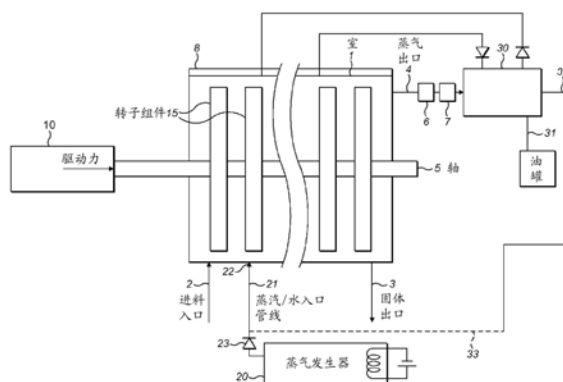 8
室
1
蒸气
出口
30
4
6
7
31
油
罐
转子组件15
10
驱动力
5 轴
2
22
21
3
进料
入口
蒸汽/水入口
管线
固体
出口
23
33
20
蒸气发生器